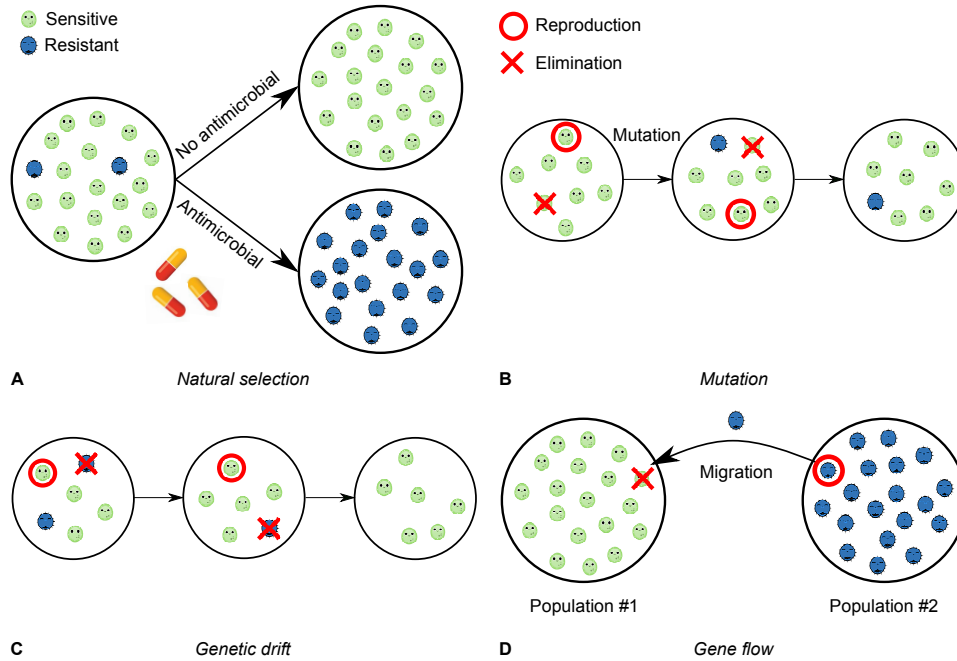 Sensitive
Resistant
No antimicrobial
Antimicrobial
A
Natural selection
Reproduction
Elimination
Mutation
B
Mutation
C
Genetic drift
Migration
Population #1
Population #2
D
Gene flow